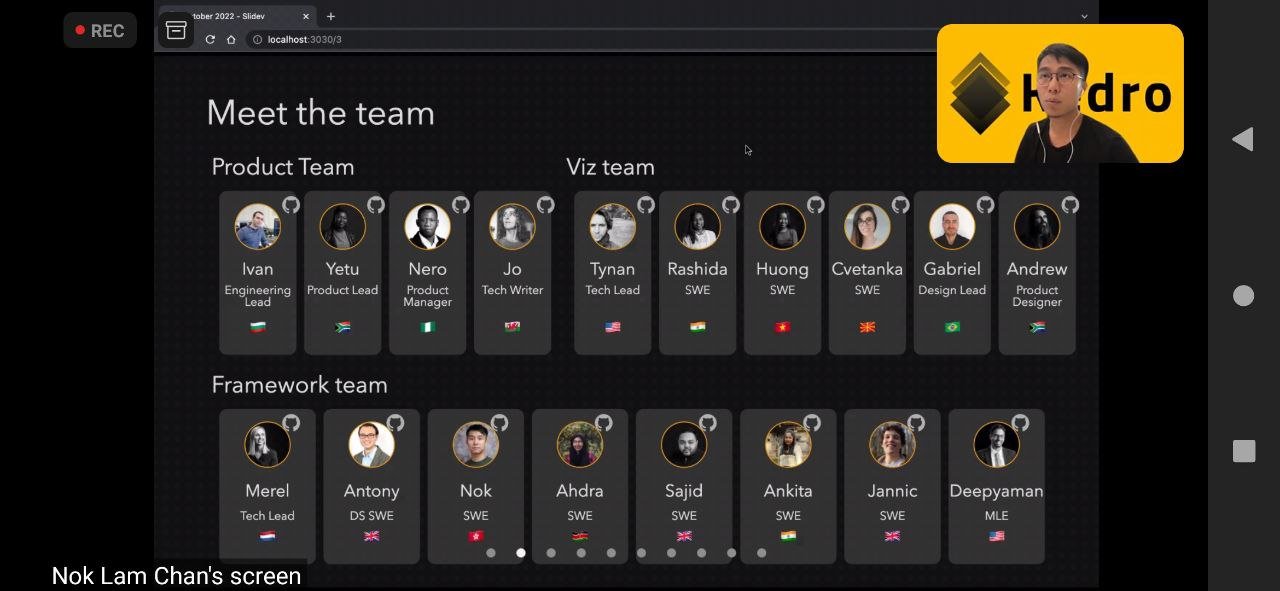 REC
tober 2022 - Slidev
localhost:3030/3
dro
Meet the team
Product Team
Viz team
Ivan
Engineering
Lead
Yetu
Product Lead
Nero
Product
Manager
Jo
Tech Writer
Tynan
Tech Lead
Rashida
SWE
Huong
SWE
Cvetanka
SWE
Gabriel
Design Lead
Andrew
Product
Designer
Framework team
Merel
Tech Lead
Antony
DS SWE
Nok
SWE
Ahdra
SWE
Sajid
SWE
Ankita
SWE
Jannic
SWE
Deepyaman
MLE
Nok Lam Chan's screen